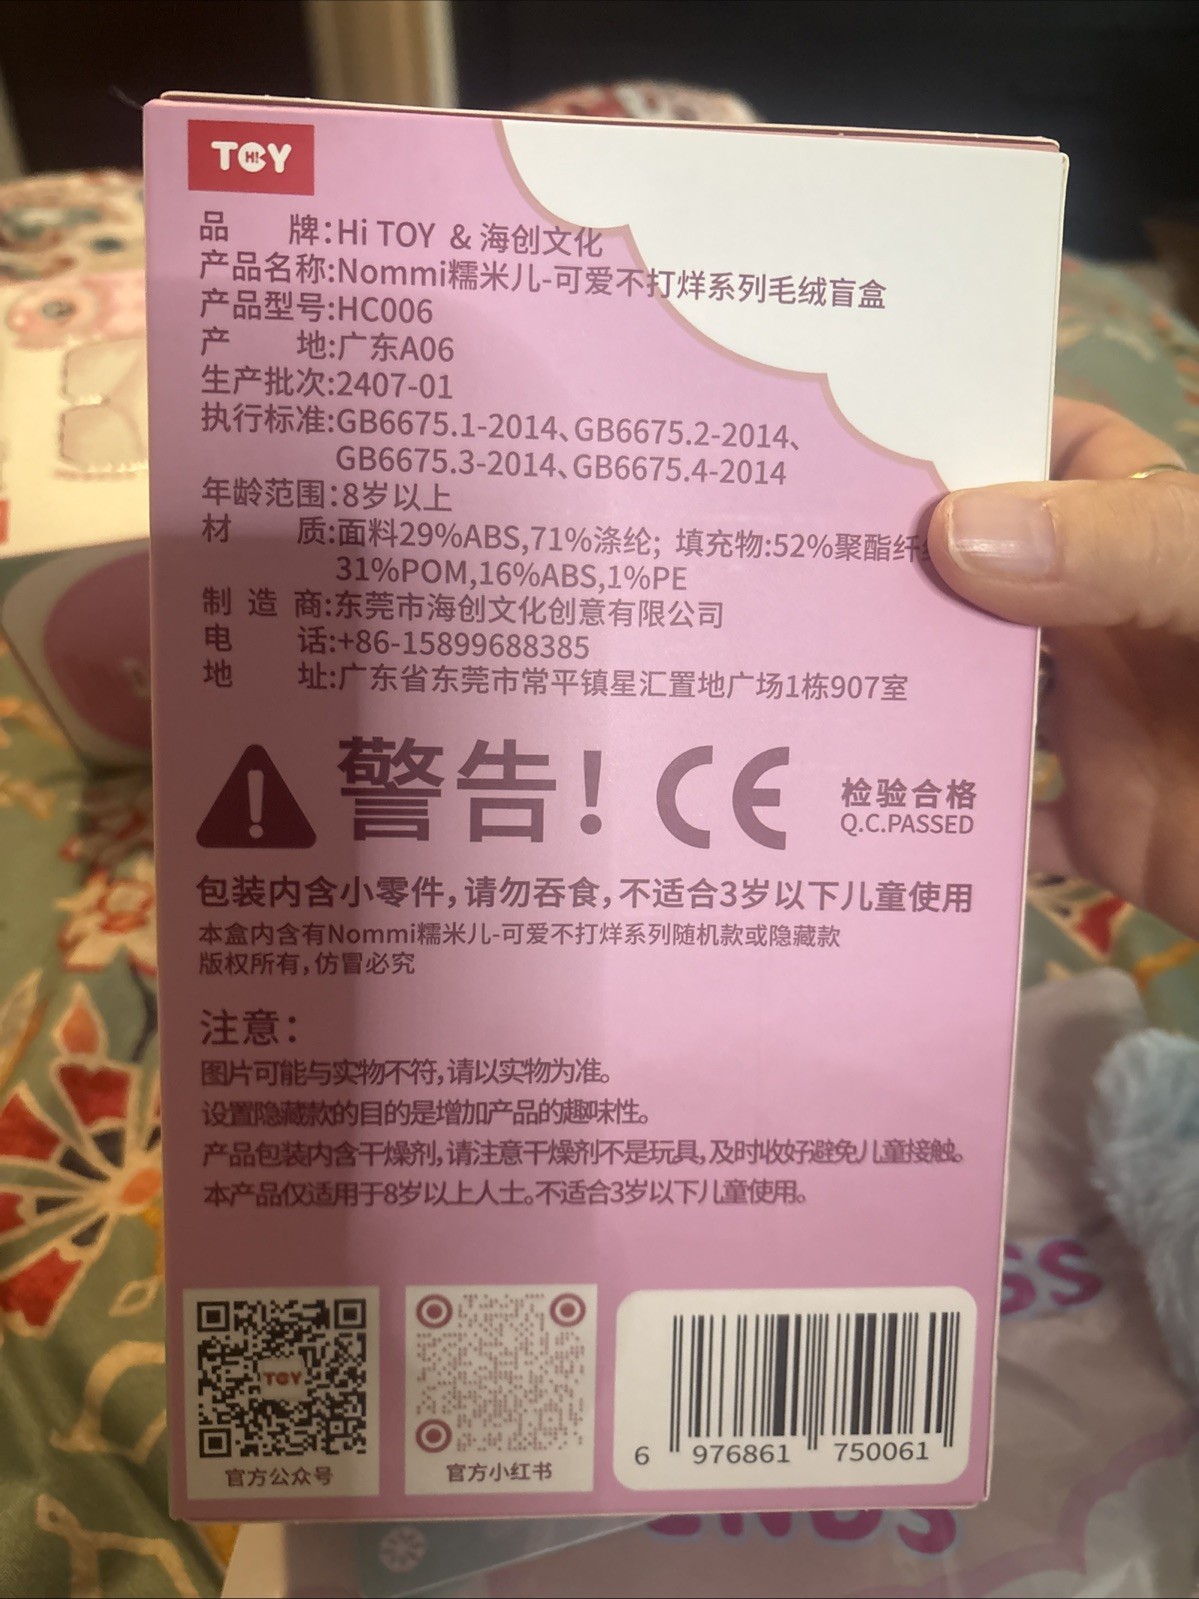 TOY
Hi
品 牌:Hi TOY & 海创文化
产品名称:Nommi糯米儿-可爱不打烊系列毛绒盲盒
产品型号:HC006
产 地:广东A06
生产批次:2407-01
执行标准:GB6675.1-2014、GB6675.2-2014、
GB6675.3-2014、GB6675.4-2014
年龄范围:8岁以上
材 质:面料29%ABS,71%涤纶; 填充物:52%聚酯纤
31%POM,16%ABS,1%PE
制 造 商:东莞市海创文化创意有限公司
电 话:+86-15899688385
地 址:广东省东莞市常平镇星汇置地广场1栋907室
警告! CE
检验合格
Q.C.PASSED
包装内含小零件,请勿吞食,不适合3岁以下儿童使用
本盒内含有Nommi糯米儿-可爱不打烊系列随机款或隐藏款
版权所有,仿冒必究
注意:
图片可能与实物不符,请以实物为准。
设置隐藏款的目的是增加产品的趣味性。
产品包装内含干燥剂,请注意干燥剂不是玩具,及时收好避免儿童接触。
本产品仅适用于8岁以上人士。不适合3岁以下儿童使用。
TOY
官方公众号
官方小红书
6 976861 750061